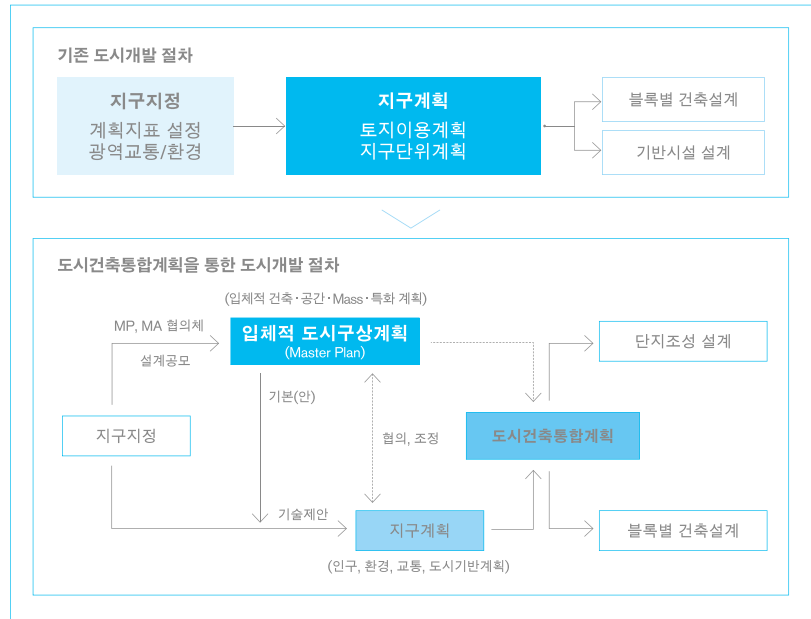 기존 도시개발 절차
지구지정
계획지표 설정
광역교통/환경
지구계획
토지이용계획
지구단위계획
블록별 건축설계
기반시설 설계
도시건축통합계획을 통한 도시개발 절차
(입체적 건축·공간·Mass·특화 계획)
MP, MA 협의체
설계공모
입체적 도시구상계획
(Master Plan)
단지조성 설계
기본(안)
지구지정
협의, 조정
도시건축통합계획
기술제안
지구계획
블록별 건축설계
(인구, 환경, 교통, 도시기반계획)